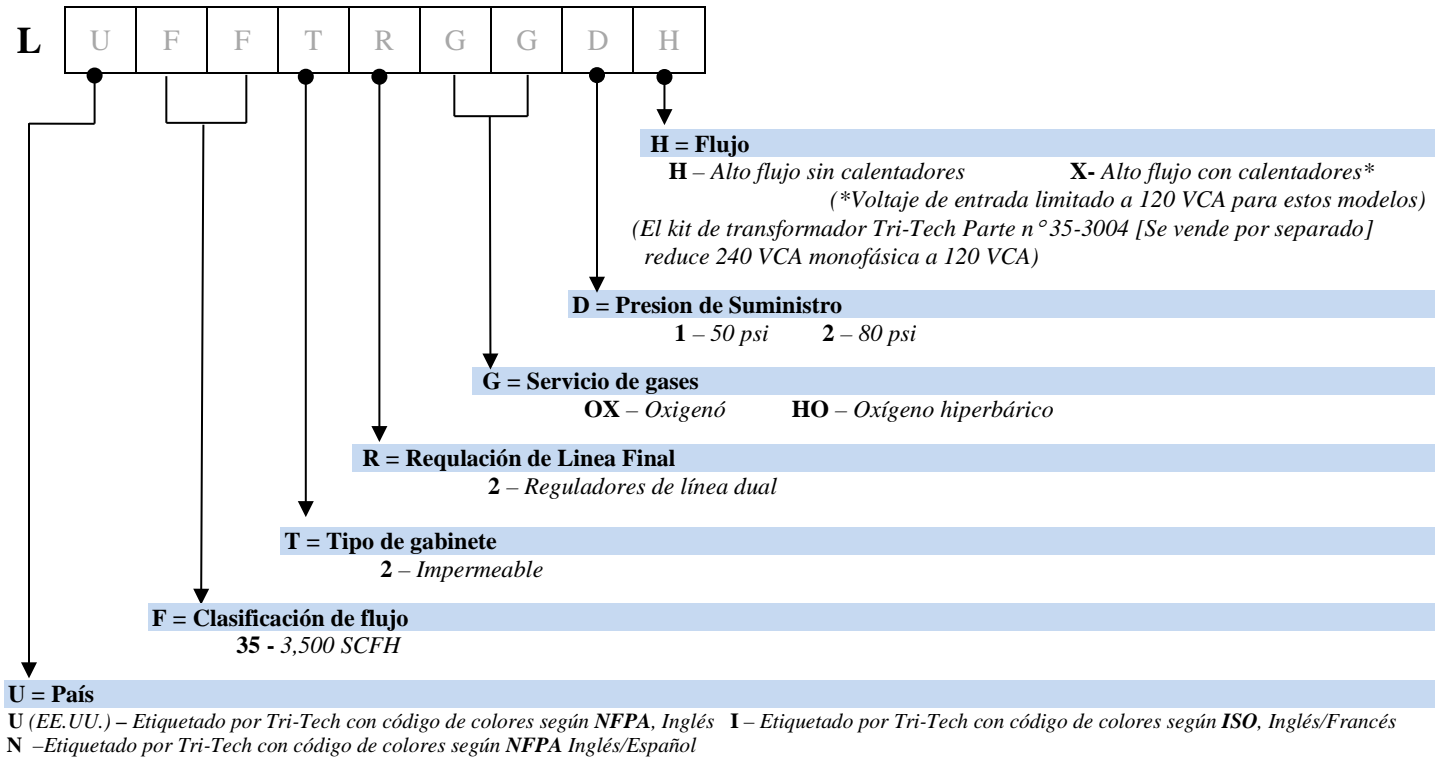 L U F F T R G G D H
H = Flujo
H – Alto flujo sin calentadores X- Alto flujo con calentadores*
(*Voltaje de entrada limitado a 120 VCA para estos modelos)
(El kit de transformador Tri-Tech Parte n° 35-3004 [Se vende por separado]
reduce 240 VCA monofásica a 120 VCA)
D = Presion de Suministro
1 – 50 psi 2 – 80 psi
G = Servicio de gases
OX – Oxigenó HO – Oxígeno hiperbárico
R = Requlación de Linea Final
2 – Reguladores de línea dual
T = Tipo de gabinete
2 – Impermeable
F = Clasificación de flujo
35 - 3,500 SCFH
U = País
U (EE.UU.) – Etiquetado por Tri-Tech con código de colores según NFPA, Inglés I – Etiquetado por Tri-Tech con código de colores según ISO, Inglés/Francés
N –Etiquetado por Tri-Tech con código de colores según NFPA Inglés/Español